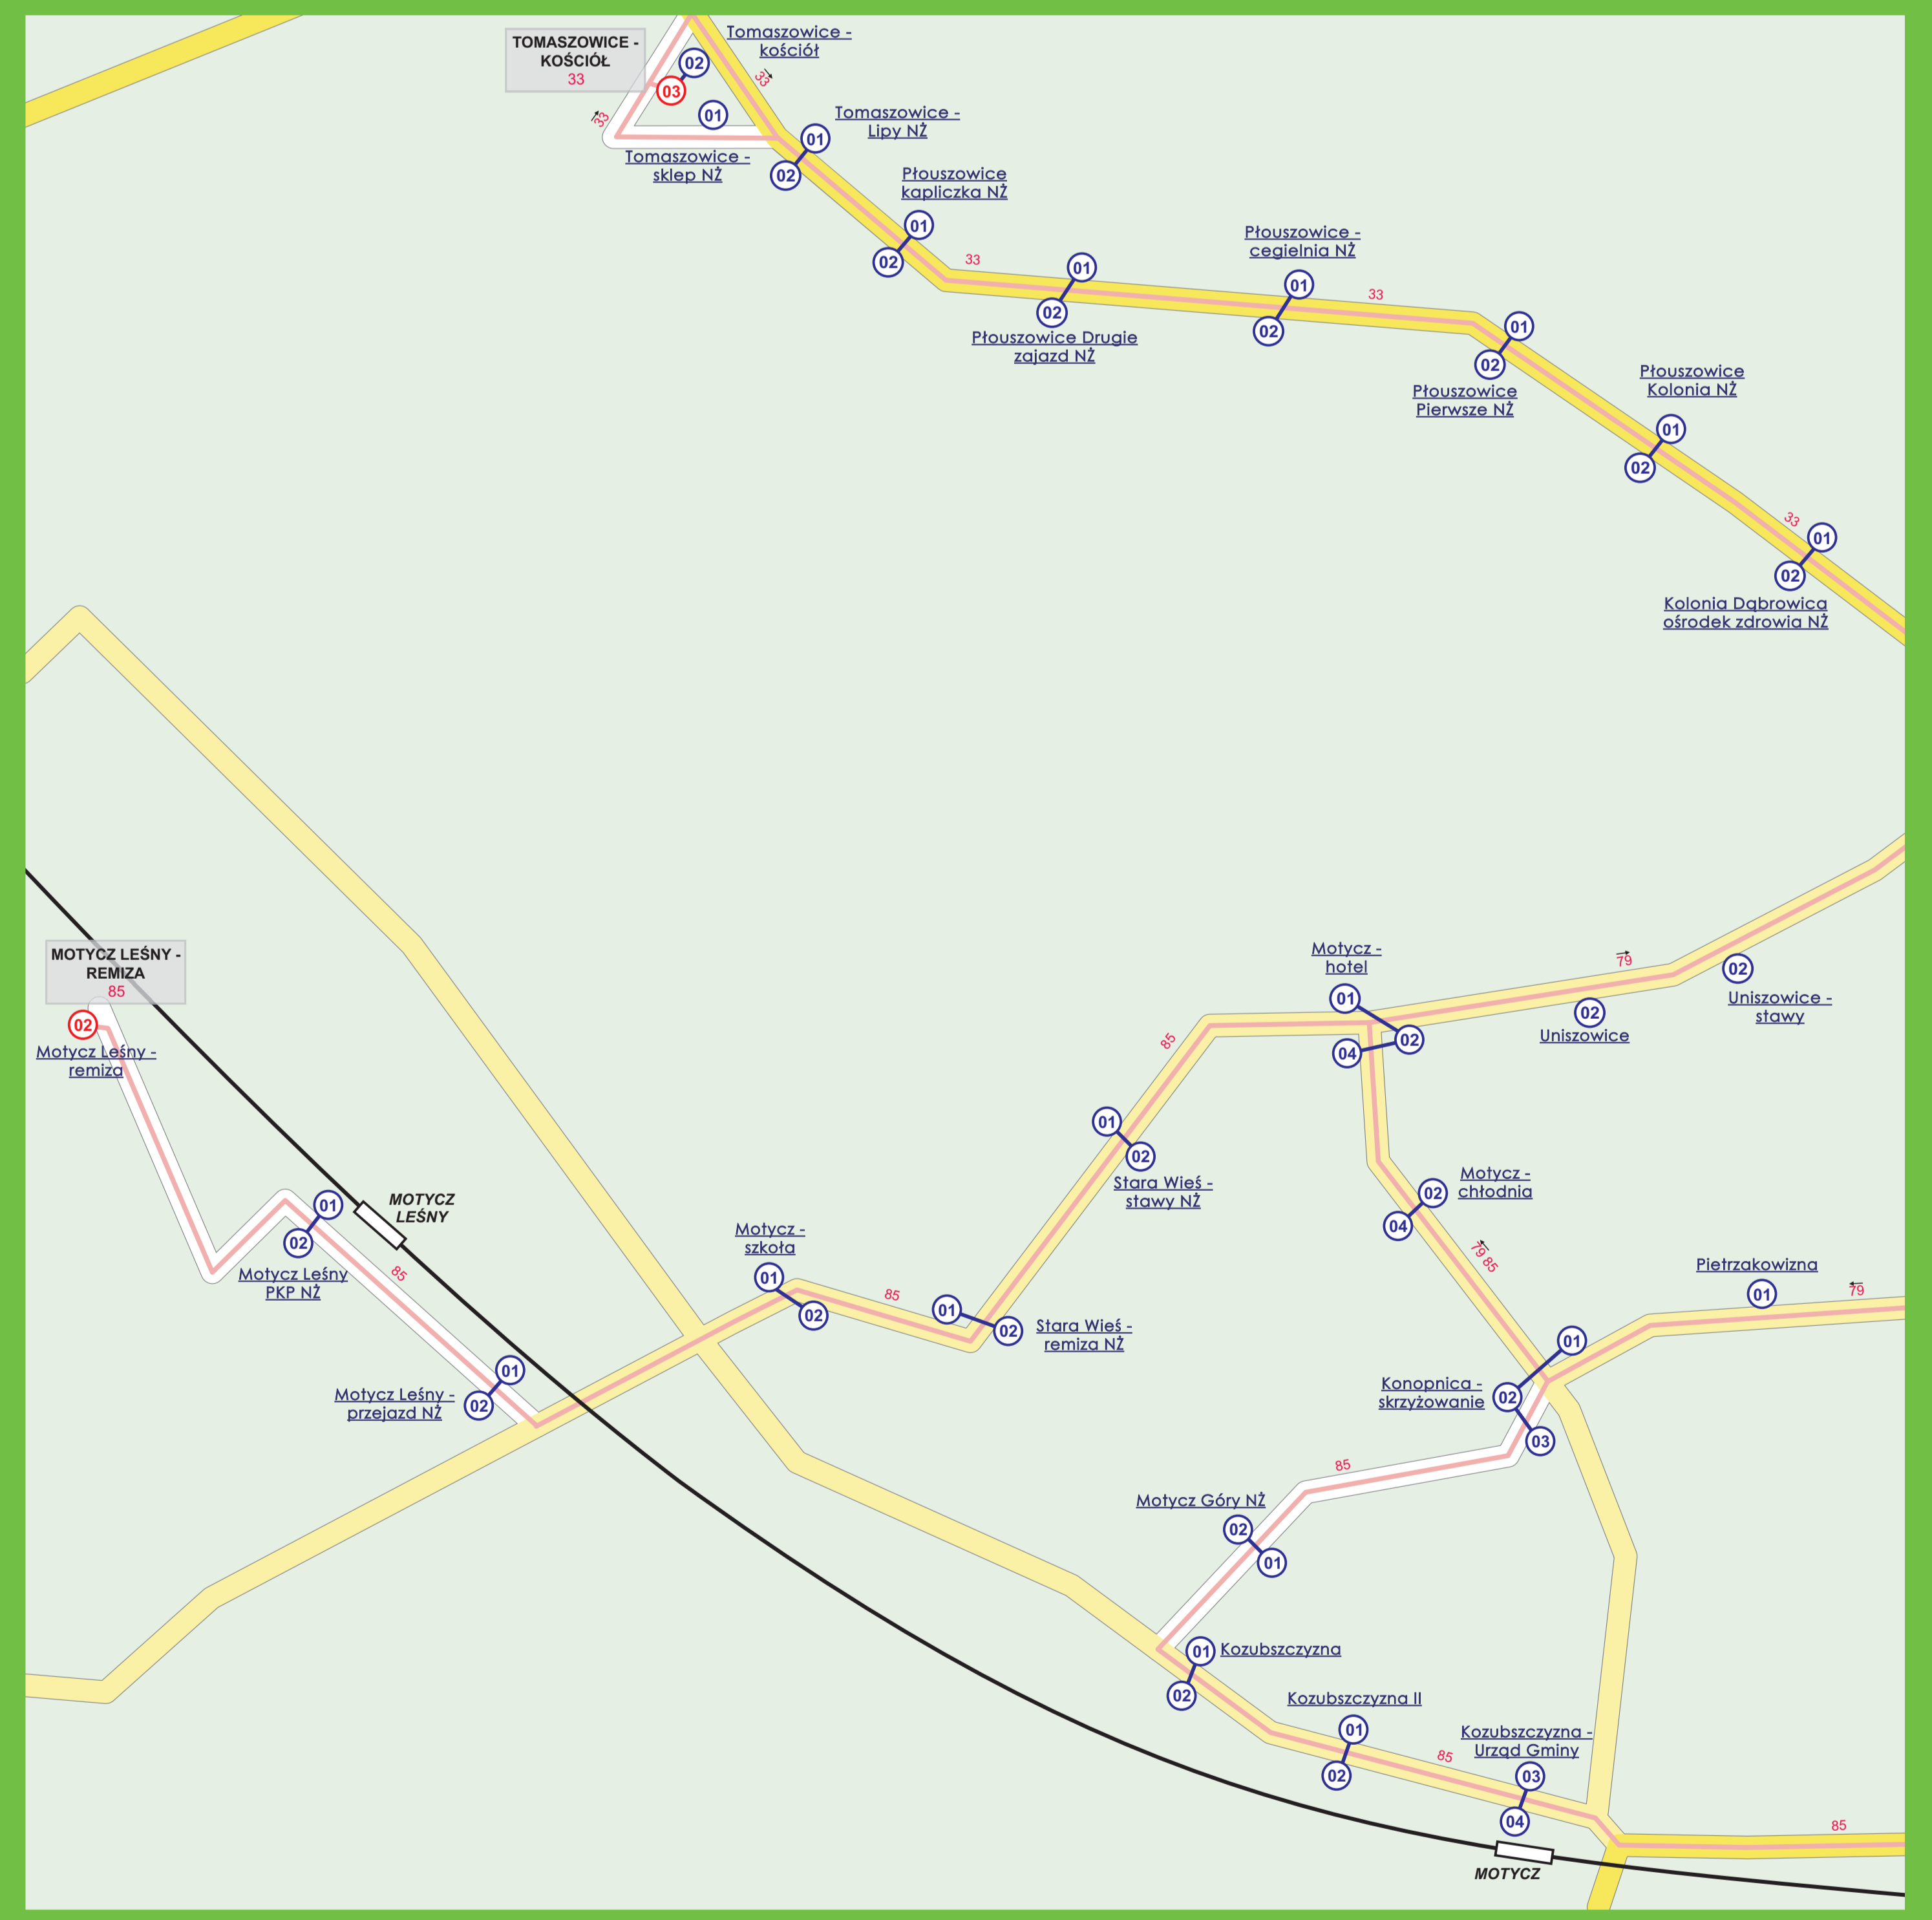 TOMASZOWICE -
KOŚCIÓŁ
33
Tomaszowice -
kościół
02
03
01
33
33
Tomaszowice -
sklep NŻ
Tomaszowice -
Lipy NŻ
01
02
Płouszowice
kapliczka NŻ
01
02
33
01
02
Płouszowice Drugie
zajazd NŻ
Płouszowice -
cegielnia NŻ
01
02
33
01
02
Płouszowice
Pierwsze NŻ
Płouszowice
Kolonia NŻ
01
02
33
01
02
Kolonia Dąbrowica
ośrodek zdrowia NŻ
MOTYCZ LEŚNY -
REMIZA
85
02
Motycz Leśny -
remiza
Motycz -
hotel
01
02
04
79
02
Uniszowice
02
Uniszowice -
stawy
85
01
02
Stara Wieś -
stawy NŻ
Motycz -
chłodnia
02
04
79 85
MOTYCZ
LEŚNY
01
02
Motycz Leśny
PKP NŻ
85
Motycz -
szkoła
01
02
85
01
02
Stara Wieś -
remiza NŻ
Pietrzakowizna
01
79
01
02
Motycz Leśny -
przejazd NŻ
Konopnica -
skrzyżowanie
01
02
03
85
Motycz Góry NŻ
02
01
01
Kozubszczyzna
02
Kozubszczyzna II
01
02
85
Kozubszczyzna -
Urząd Gminy
03
04
85
MOTYCZ